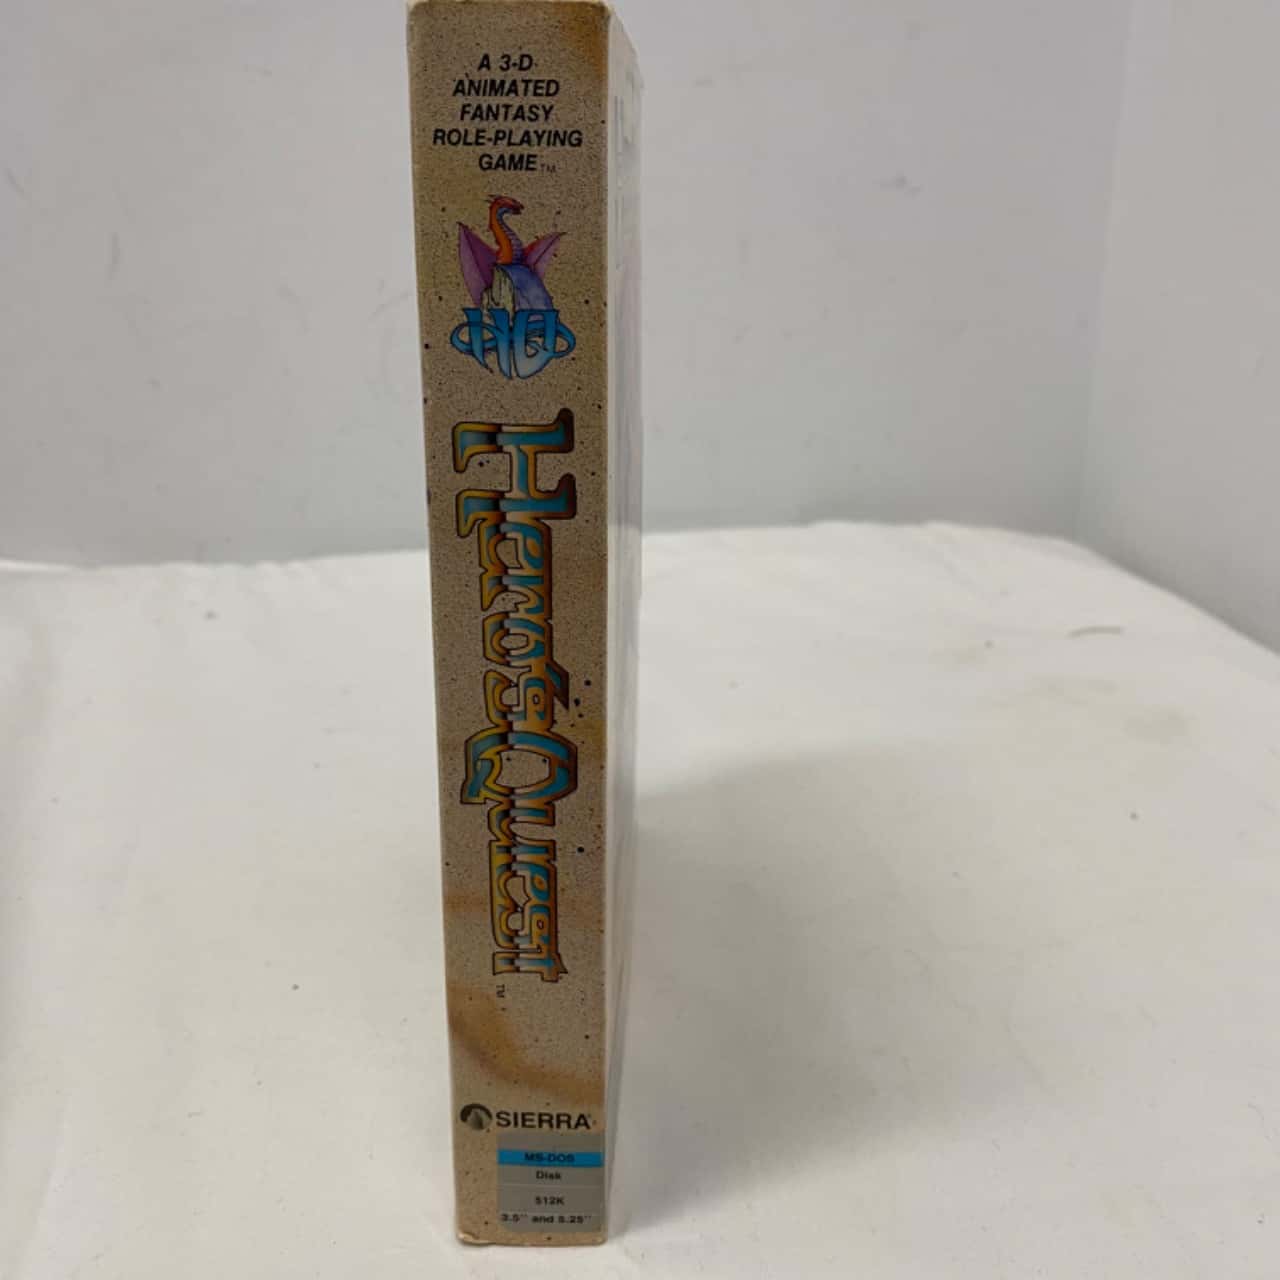 A 3-D
ANIMATED
FANTASY
ROLE-PLAYING
GAME™
HQ
Hero's Quest
™
SIERRA®
MS-DOS
Disk
512K
3.5" and 5.25"